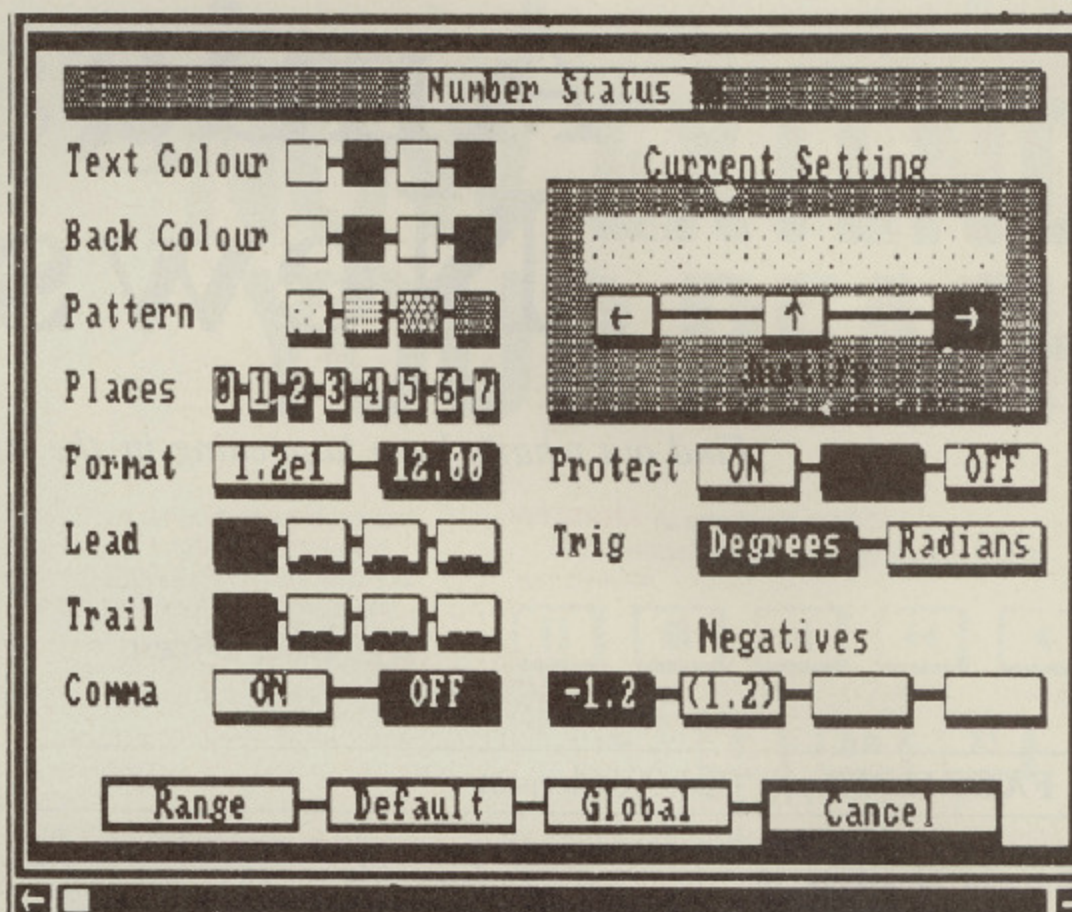 Number Status
Text Colour
Back Colour
Pattern
Places 0 1 2 3 4 5 6 7
Format 1.2e1 12.00
Lead
Trail
Comma ON OFF
Current Setting
← ↑ →
Justify
Protect ON OFF
Trig Degrees Radians
Negatives
-1.2 (1.2)
Range Default Global Cancel
←